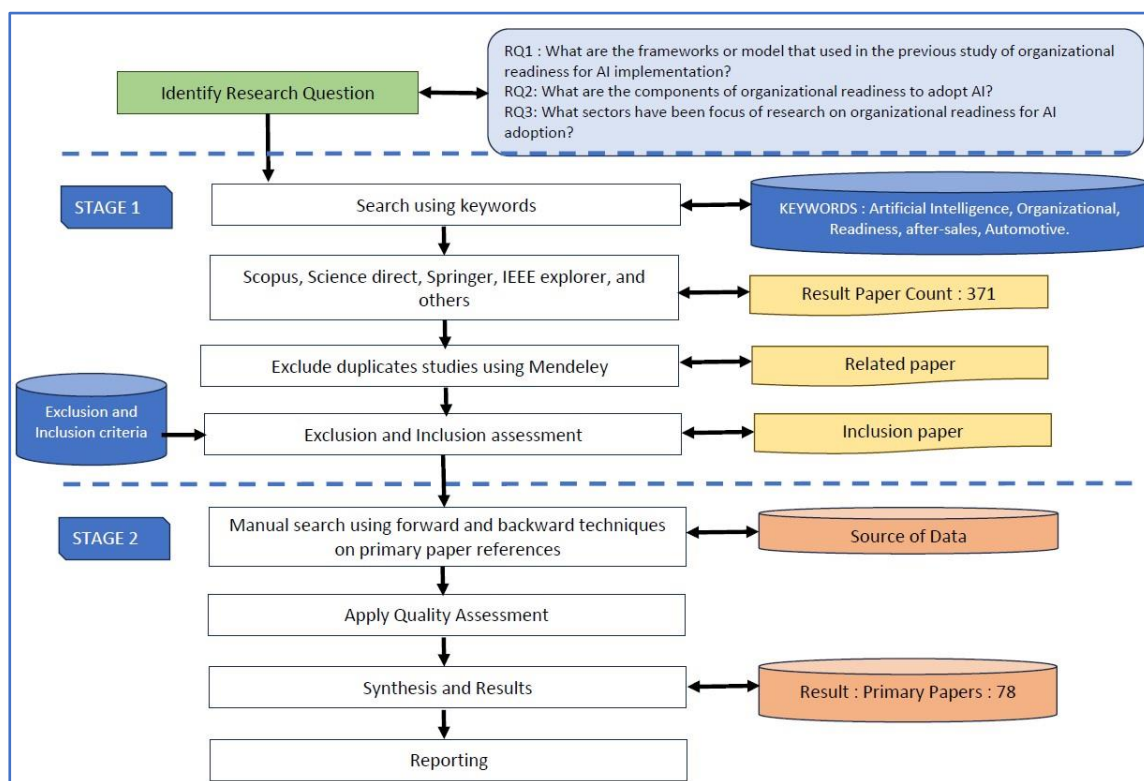 RQ1 : What are the frameworks or model that used in the previous study of organizational
readiness for AI implementation?
RQ2: What are the components of organizational readiness to adopt AI?
RQ3: What sectors have been focus of research on organizational readiness for AI
adoption?
Identify Research Question
STAGE 1
Search using keywords
KEYWORDS : Artificial Intelligence, Organizational,
Readiness, after-sales, Automotive.
Scopus, Science direct, Springer, IEEE explorer, and
others
Result Paper Count : 371
Exclude duplicates studies using Mendeley
Related paper
Exclusion and
Inclusion criteria
Exclusion and Inclusion assessment
Inclusion paper
STAGE 2
Manual search using forward and backward techniques
on primary paper references
Source of Data
Apply Quality Assessment
Synthesis and Results
Result : Primary Papers : 78
Reporting